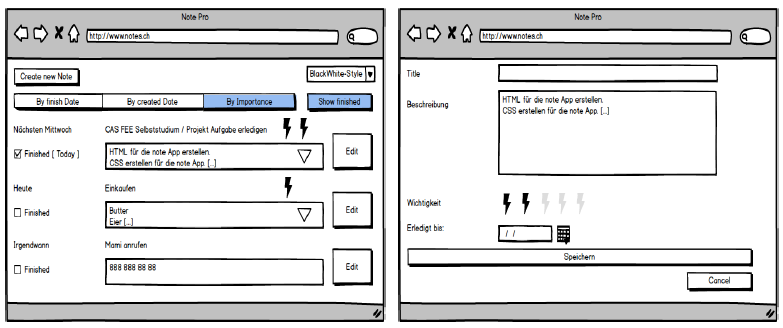 Note Pro
http://www.notes.ch
Create new Note
BlackWhite-Style
By finish Date
By created Date
By Importance
Show finished
Nächsten Mittwoch
CAS FEE Selbststudium / Projekt Aufgabe erledigen
Finished [ Today ]
HTML für die note App erstellen.
CSS erstellen für die note App. [...]
Edit
Heute
Einkaufen
Finished
Butter
Eier [...]
Edit
Irgendwann
Mami anrufen
Finished
888 888 88 88
Edit
Note Pro
http://www.notes.ch
Title
Beschreibung
HTML für die note App erstellen.
CSS erstellen für die note App. [...]
Wichtigkeit
Erledigt bis:
/ /
Speichern
Cancel